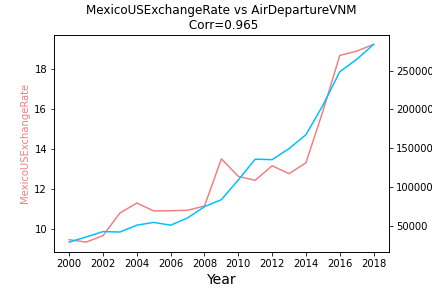 MexicoUSExchangeRate vs AirDepartureVNM
Corr=0.965
MexicoUSExchangeRate
18
16
14
12
10
250000
200000
150000
100000
50000
2000 2002 2004 2006 2008 2010 2012 2014 2016 2018
Year